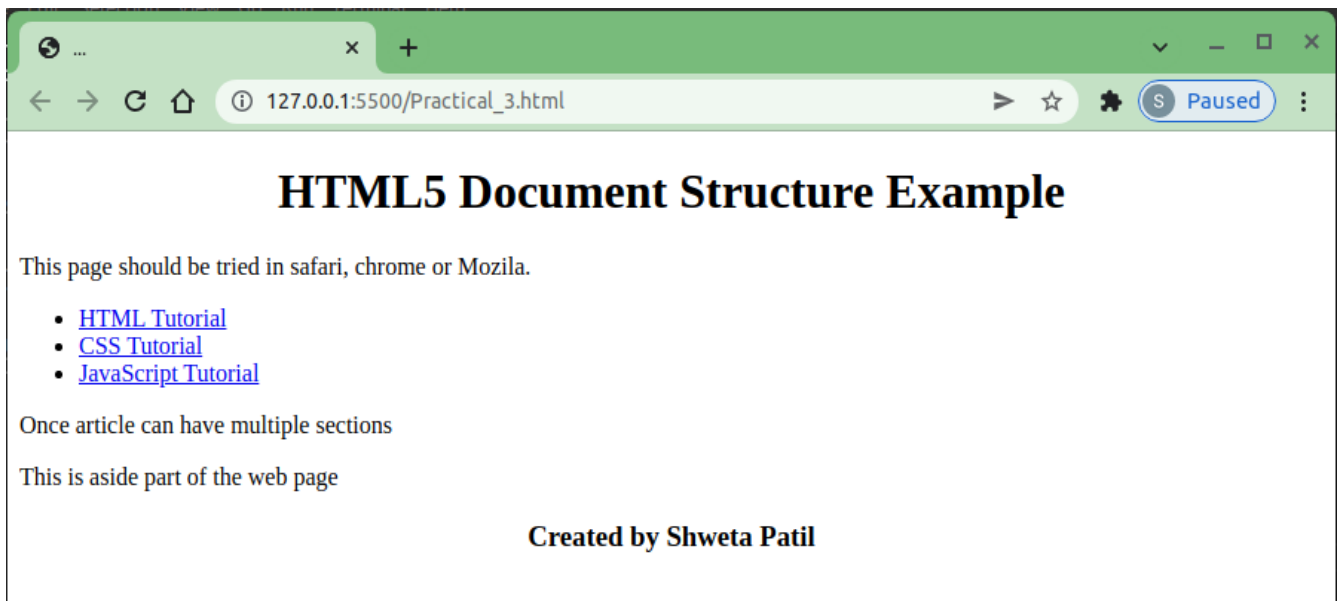 ...
127.0.0.1:5500/Practical_3.html
S Paused
HTML5 Document Structure Example
This page should be tried in safari, chrome or Mozila.
• HTML Tutorial
• CSS Tutorial
• JavaScript Tutorial
Once article can have multiple sections
This is aside part of the web page
Created by Shweta Patil